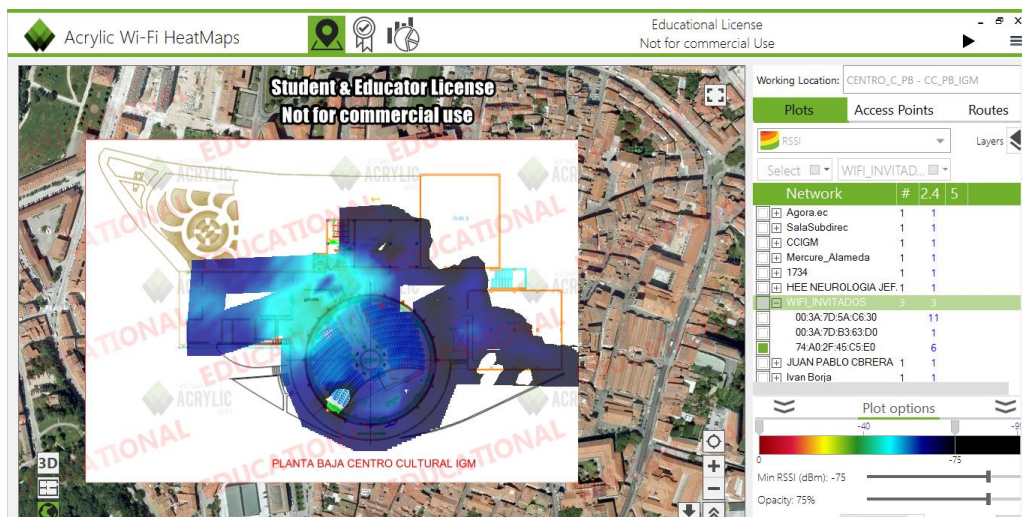 Acrylic Wi-Fi HeatMaps
Educational License
Not for commercial Use
Student & Educator License
Not for commercial use
Working Location: CENTRO_C_PB - CC_PB_IGM
Plots Access Points Routes
RSSI Layers
Select WIFI_INVITAD...
Network # 2.4 5
Agora.ec 1 1
SalaSubdirec 1 1
CCIGM 1 1
Mercure_Alameda 1 1
1734 1 1
HEE NEUROLOGIA JEF. 1 1
WIFI_INVITADOS 3 3
00:3A:7D:5A:C6:30 11
00:3A:7D:B3:63:D0 1
74:A0:2F:45:C5:E0 6
JUAN PABLO CBRERA 1 1
Ivan Borja 1 1
Plot options
-40 -99
0 -75
Min RSSI (dBm): -75
Opacity: 75%
EDUCATIONAL
ACRYLIC
PLANTA BAJA CENTRO CULTURAL IGM
3D